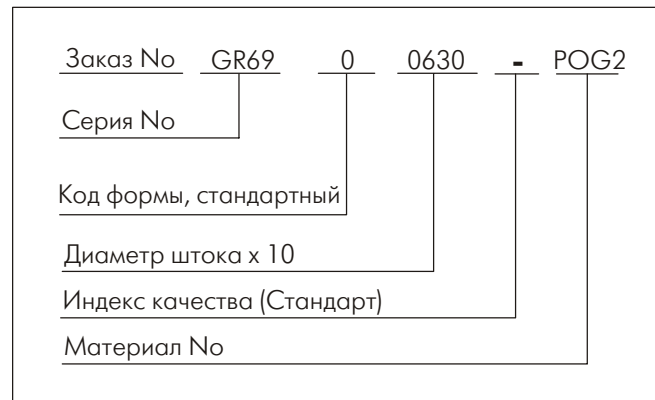 Заказ No GR69 0 0630 - POG2
Серия No
Код формы, стандартный
Диаметр штока x 10
Индекс качества (Стандарт)
Материал No